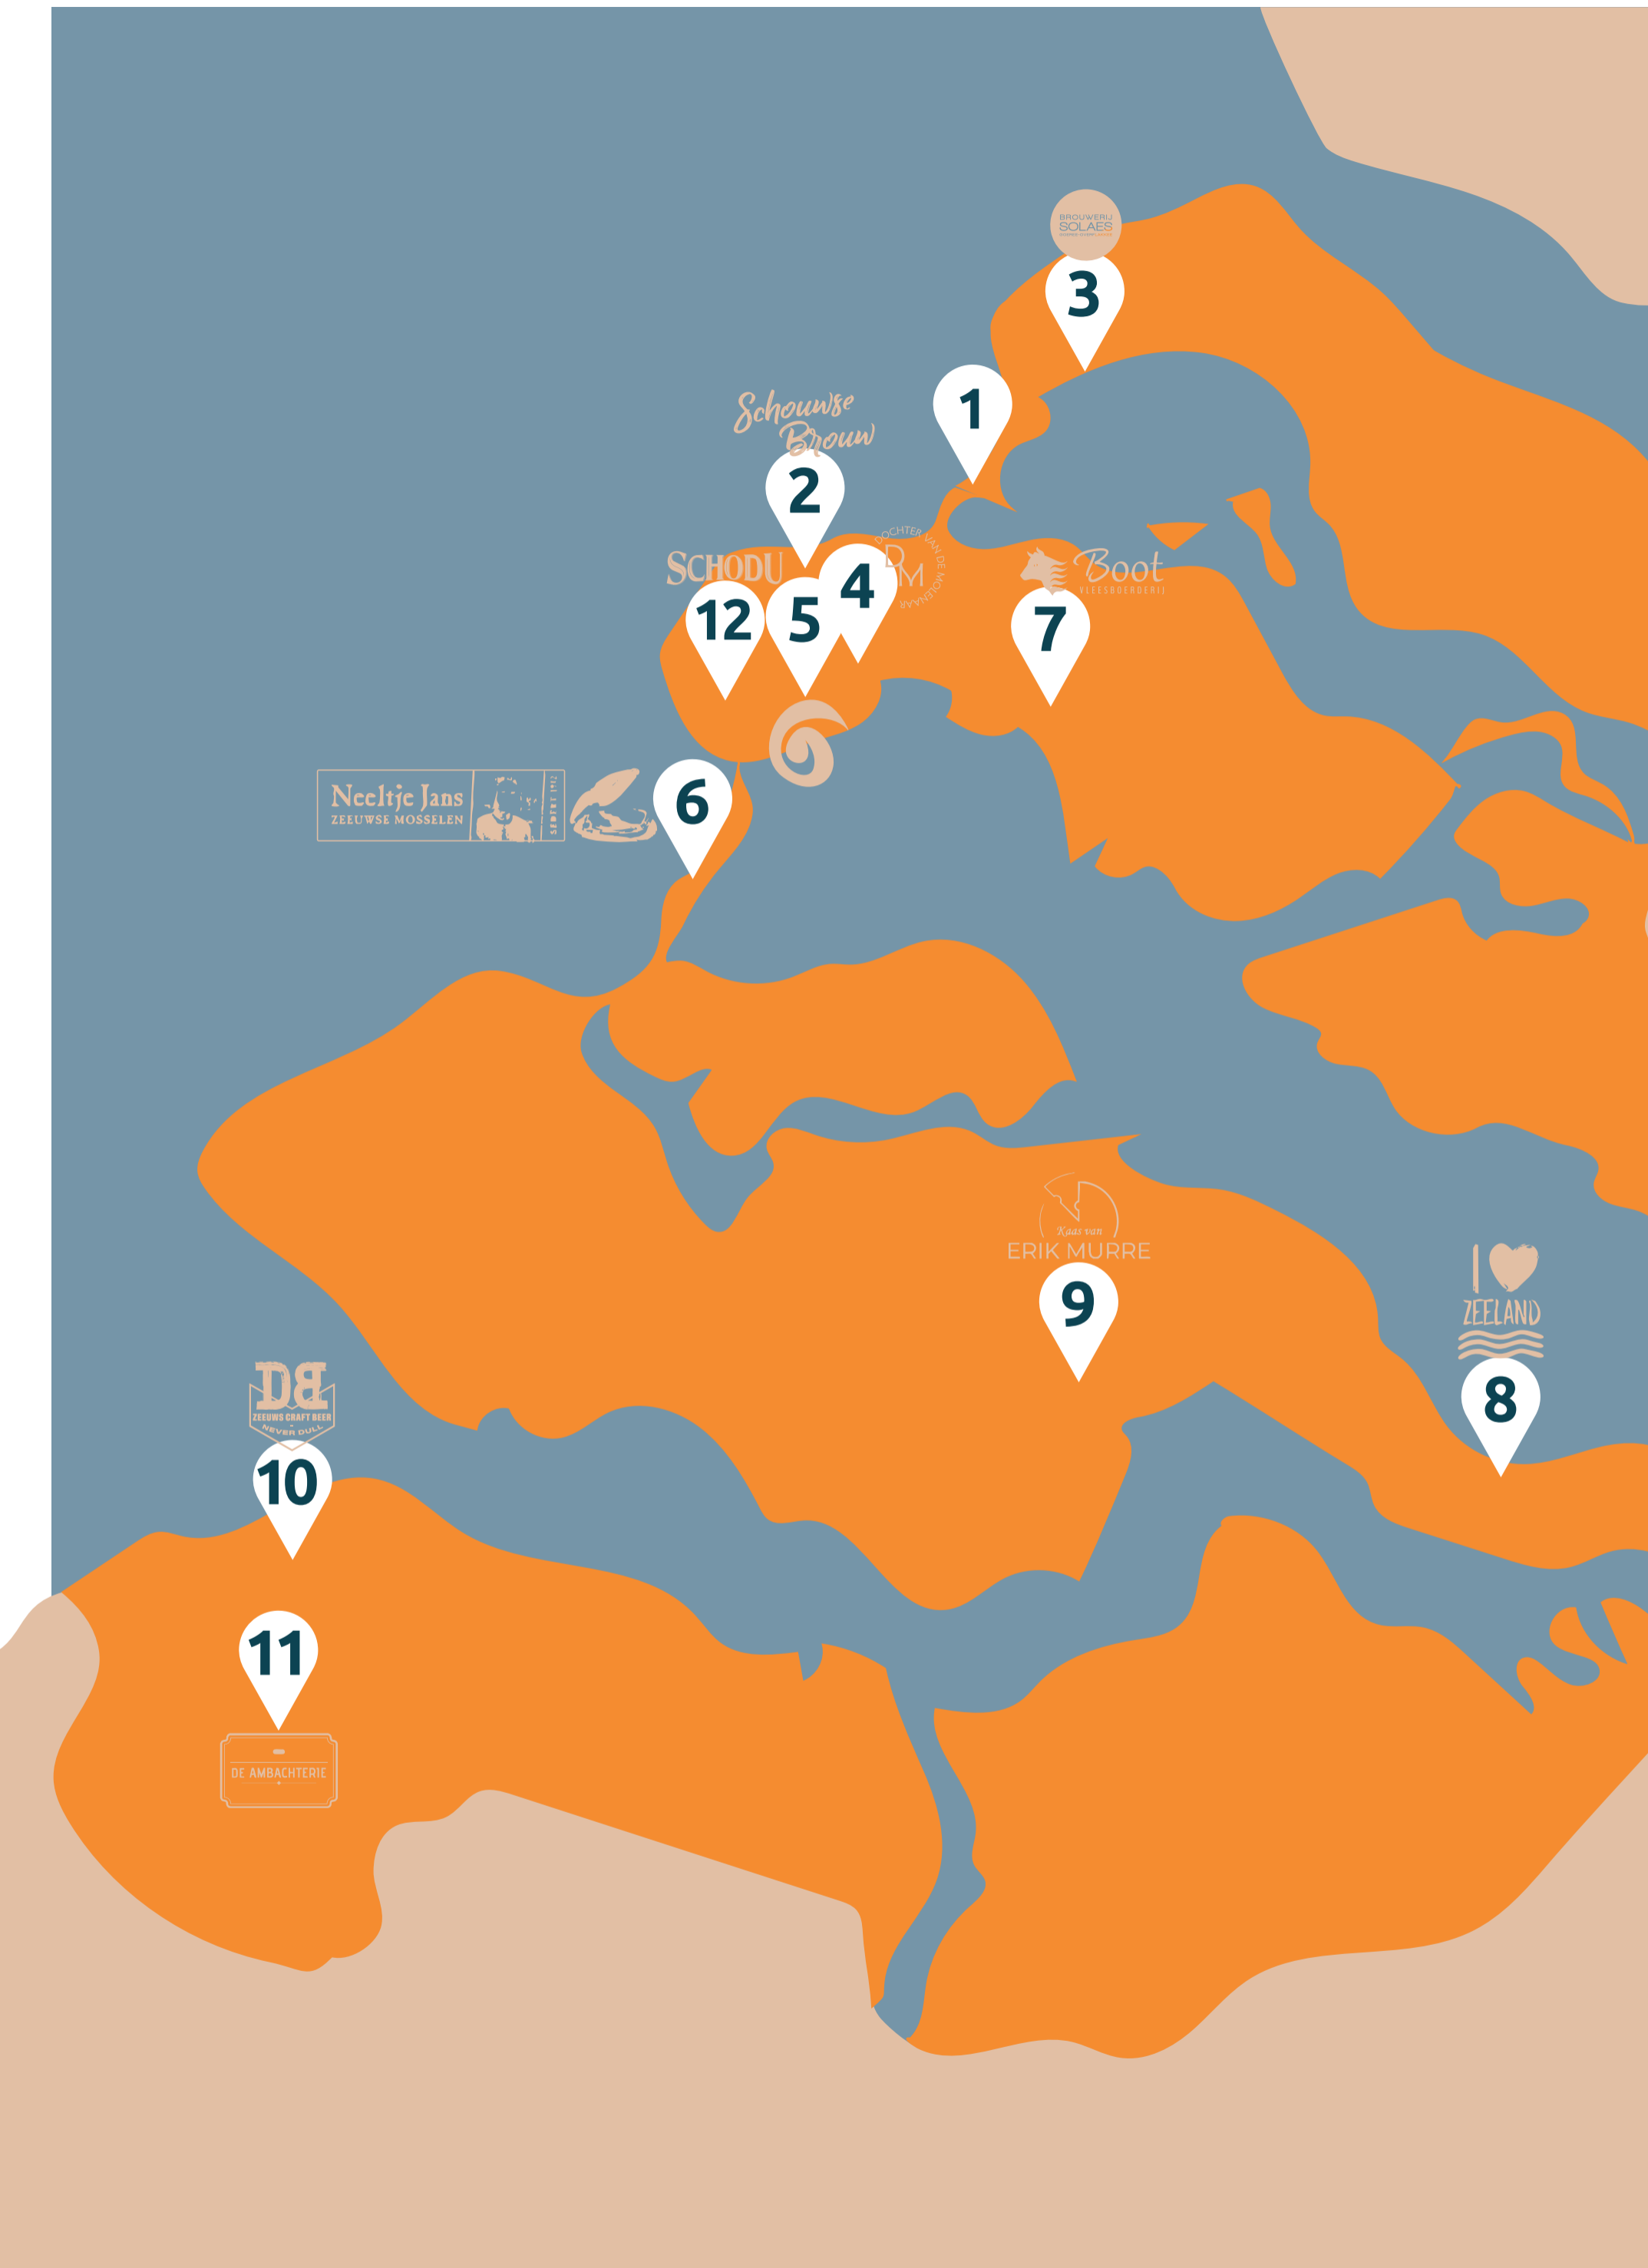 BROUWERIJ
SOLAES
3
1
Schouwse
Brouw
2
SCHODU
DOCHTER VAN DE MOLENAAR
DM
Boot
VLEESBOERDERIJ
4
12
5
7
Neeltje Jans
ZEEUWSE MOSSELEN
SEDERT 1912
6
Kaas van
ERIK MURRE
9
I
ZEELAND
8
DB
ZEEUWS CRAFT BEER
NEVER DULL
10
11
DE AMBACHTERIE